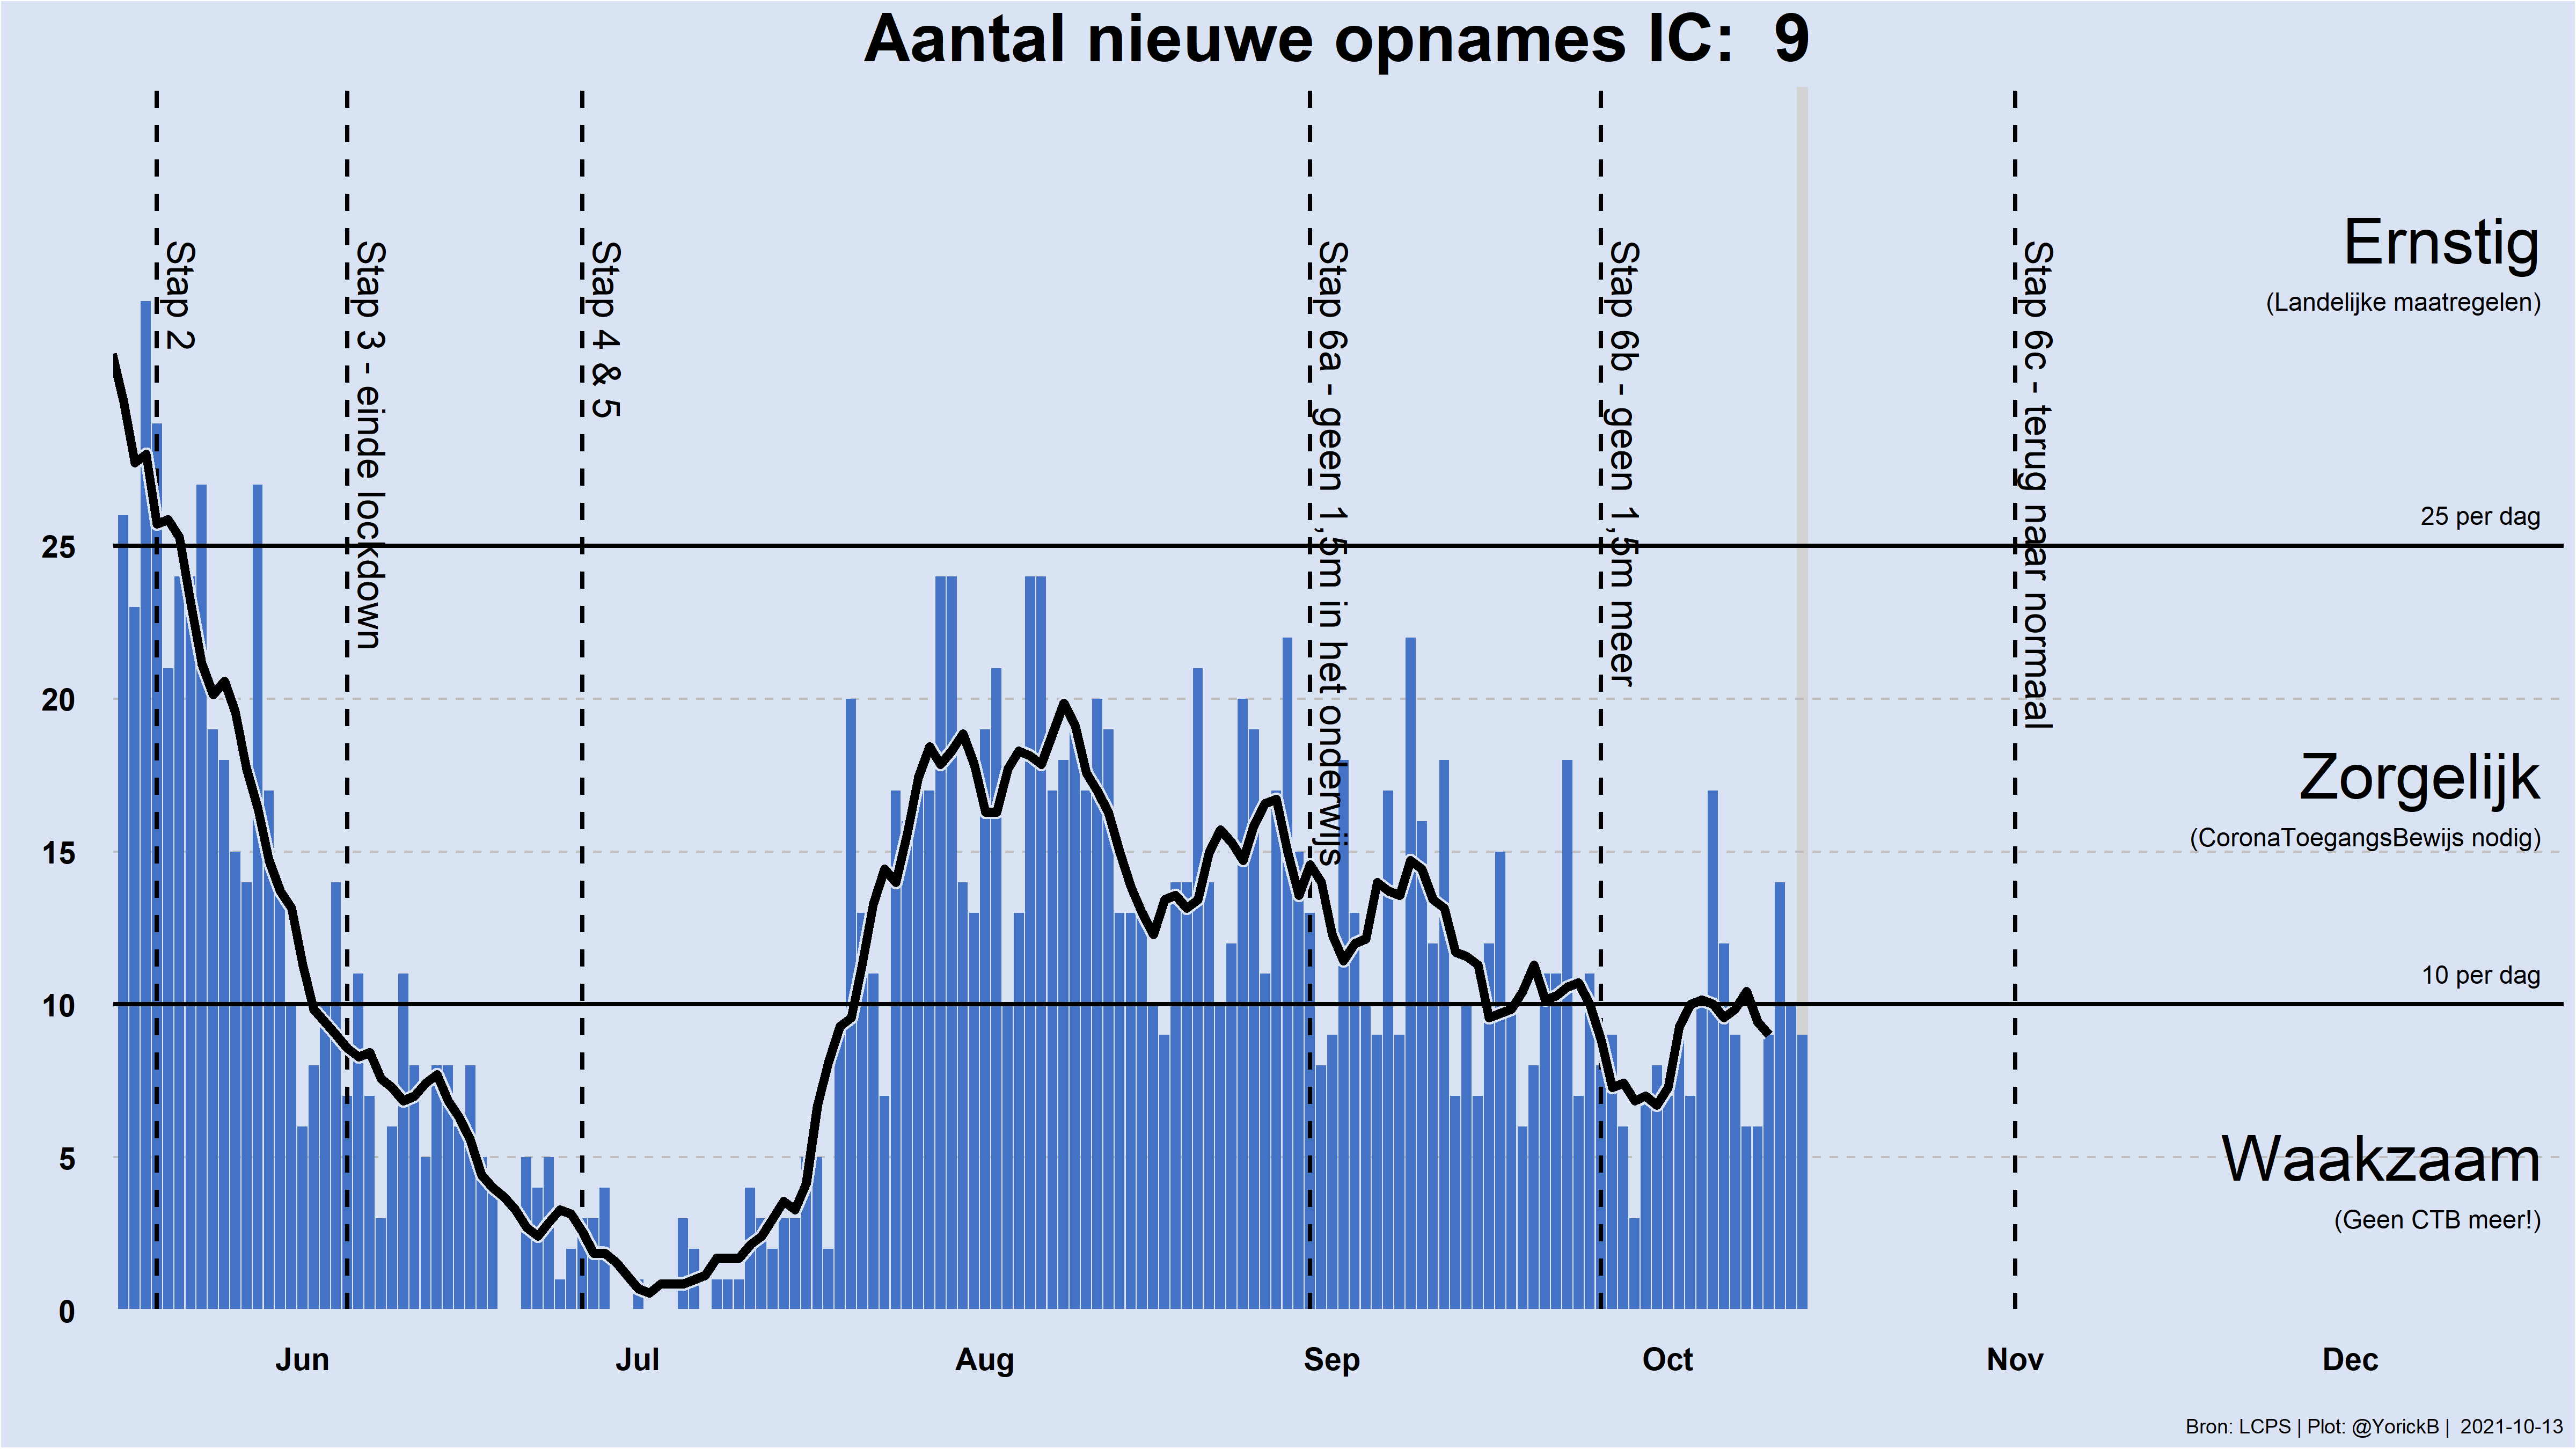 Aantal nieuwe opnames IC:  9
Stap 2
Stap 3 - einde lockdown
Stap 4 & 5
Stap 6a - geen 1,5m in het onderwijs
Stap 6b - geen 1,5m meer
Stap 6c - terug naar normaal
Ernstig
(Landelijke maatregelen)
25 per dag
Zorgelijk
(CoronaToegangsBewijs nodig)
10 per dag
Waakzaam
(Geen CTB meer!)
25
20
15
10
5
0
Jun Jul Aug Sep Oct Nov Dec
Bron: LCPS | Plot: @YorickB |  2021-10-13